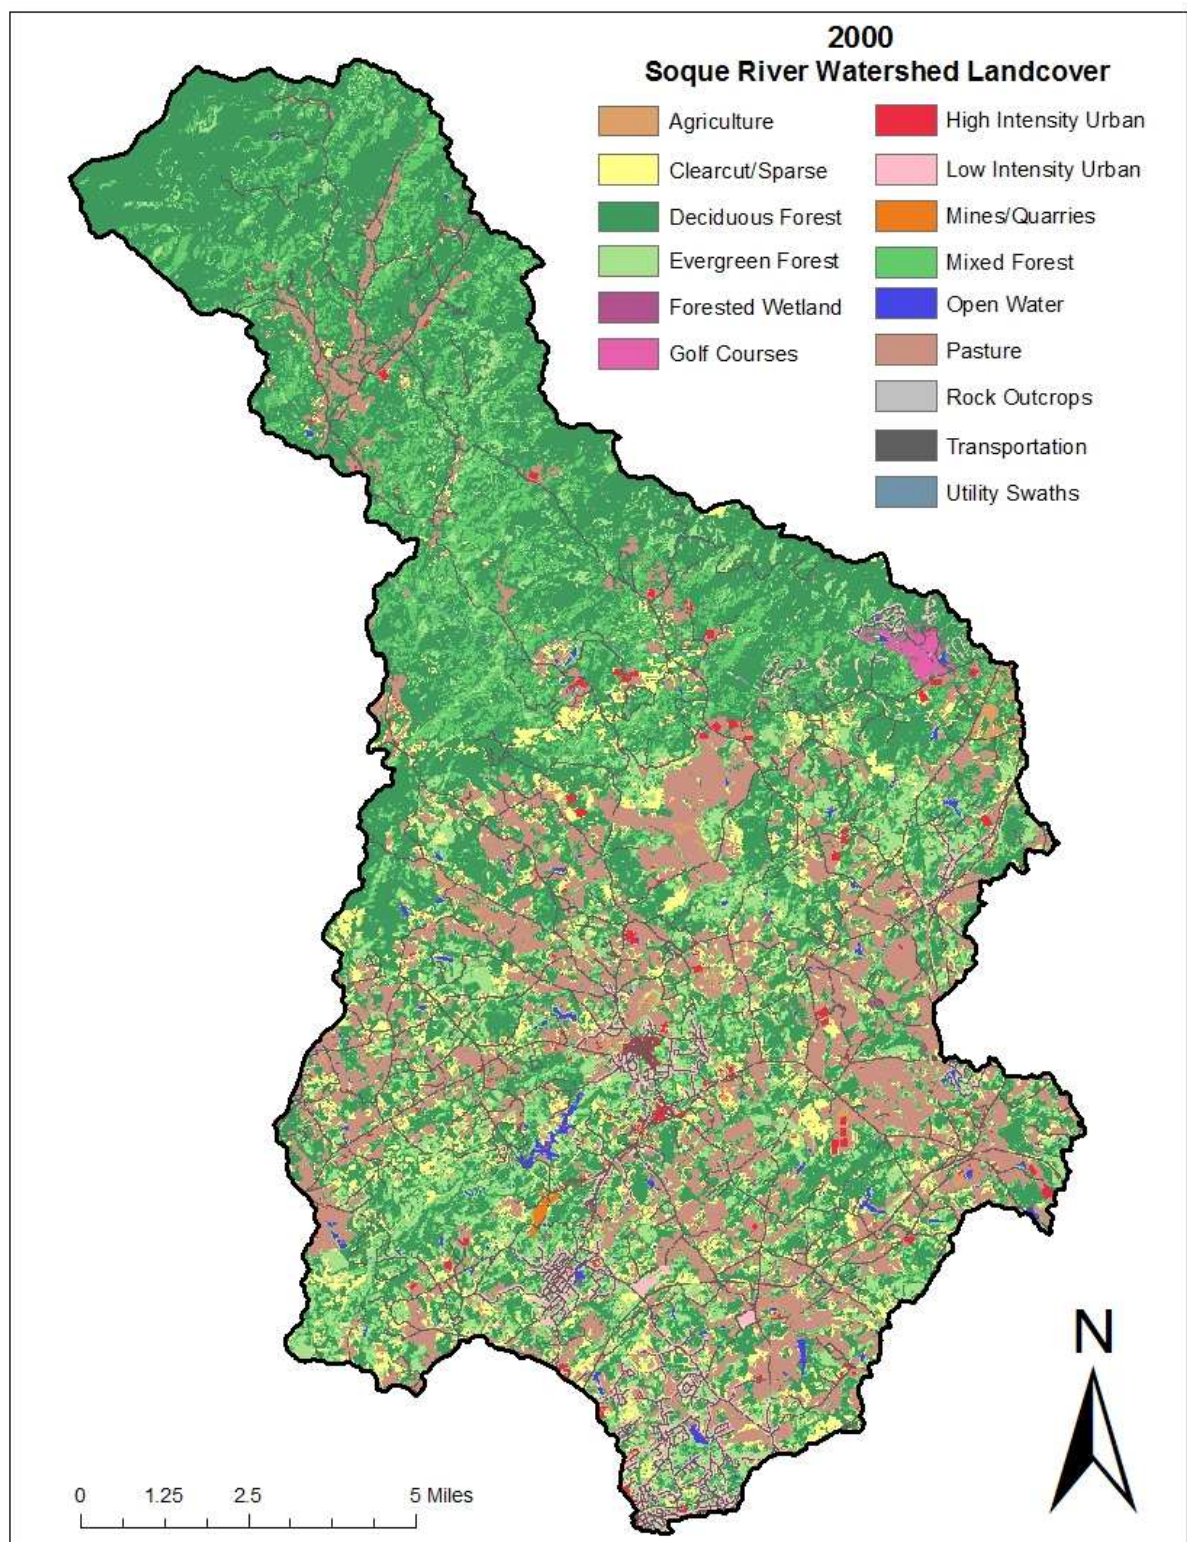 2000
Soque River Watershed Landcover
Agriculture
Clearcut/Sparse
Deciduous Forest
Evergreen Forest
Forested Wetland
Golf Courses
High Intensity Urban
Low Intensity Urban
Mines/Quarries
Mixed Forest
Open Water
Pasture
Rock Outcrops
Transportation
Utility Swaths
N
0 1.25 2.5 5 Miles